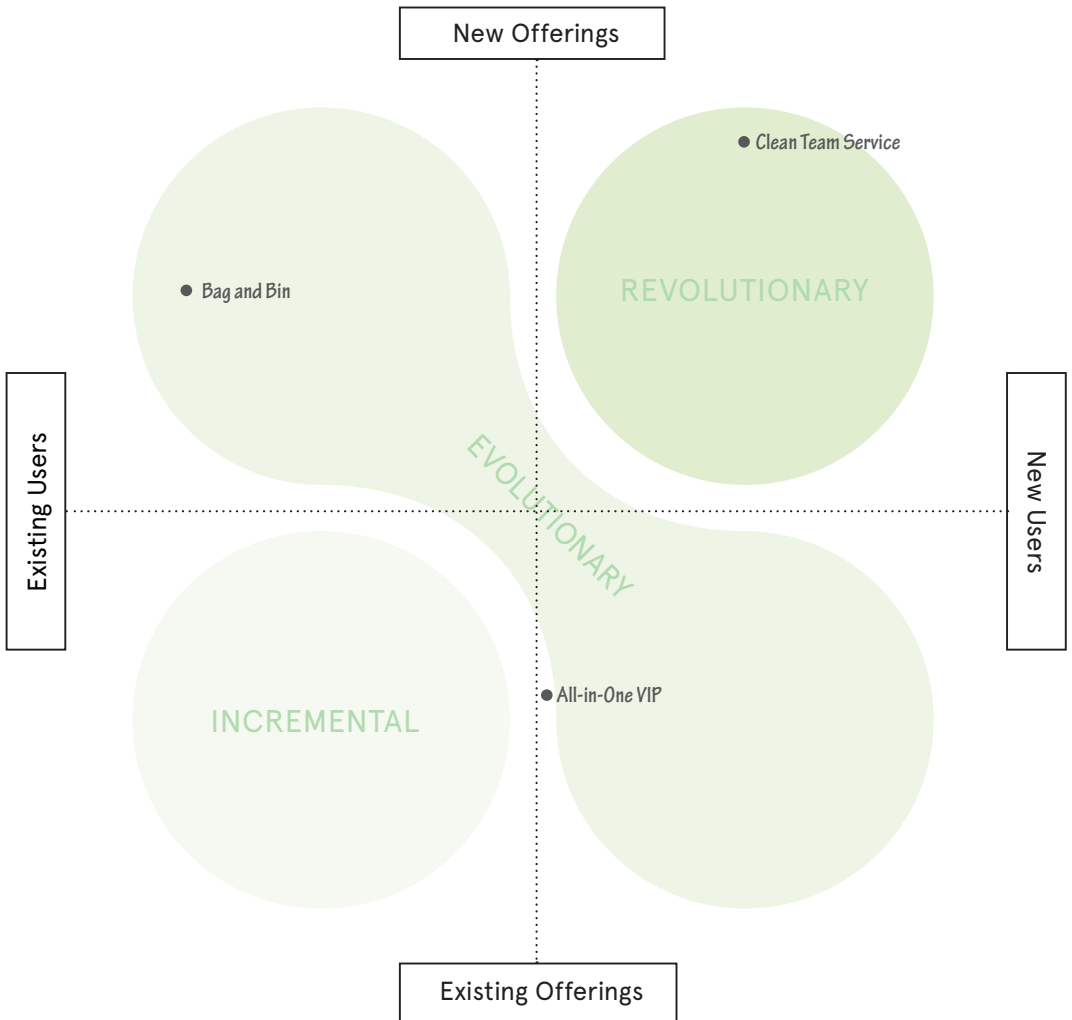 New Offerings
Clean Team Service
REVOLUTIONARY
Bag and Bin
Existing Users
EVOLUTIONARY
New Users
All-in-One VIP
INCREMENTAL
Existing Offerings